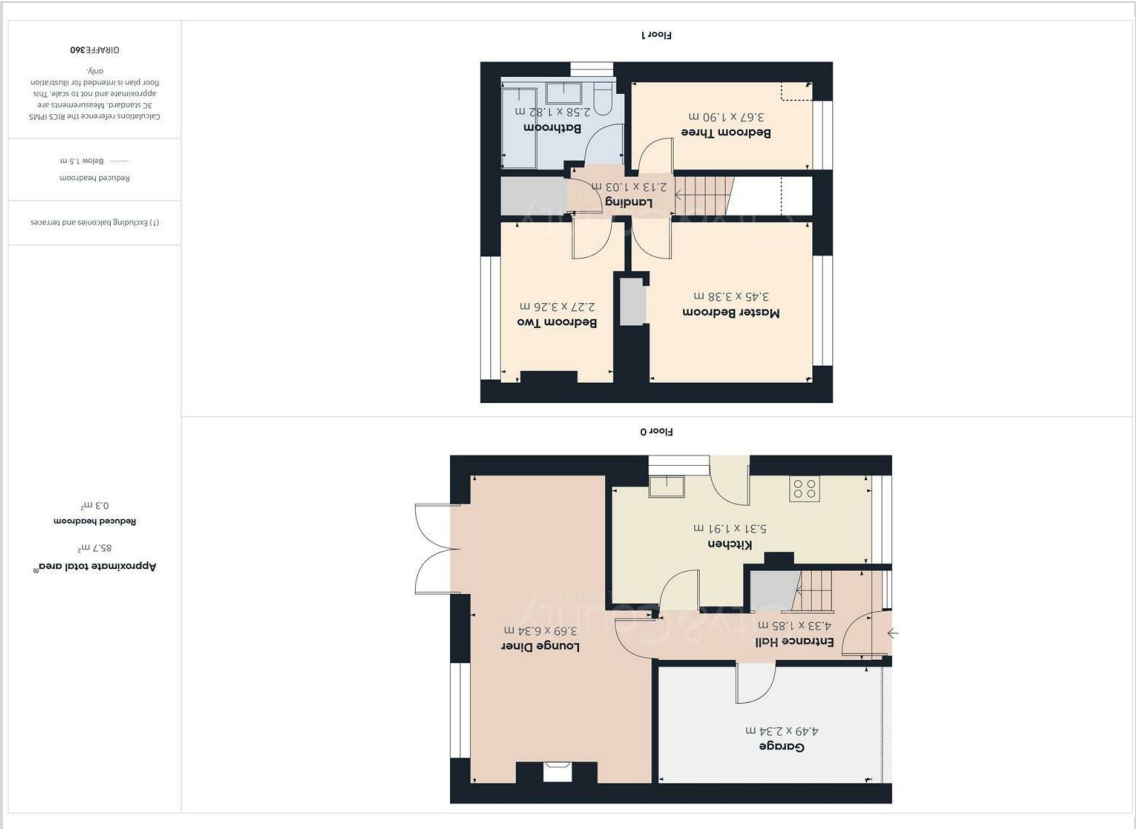 Approximate total area(1)
85.7 m²
Reduced headroom
0.3 m²
(1) Excluding balconies and terraces
Reduced headroom
Below 1.5 m
Calculations reference the RICS IPMS
3C standard. Measurements are
approximate and not to scale. This
floor plan is intended for illustration
only.
GIRAFFE360
Garage
4.49 x 2.34 m
Entrance Hall
4.33 x 1.85 m
Lounge Diner
3.69 x 6.34 m
Kitchen
5.31 x 1.91 m
City&County
Floor 0
Master Bedroom
3.45 x 3.38 m
Bedroom Two
2.27 x 3.26 m
Landing
2.13 x 1.03 m
Bedroom Three
3.67 x 1.90 m
Bathroom
2.58 x 1.82 m
City&County
Floor 1